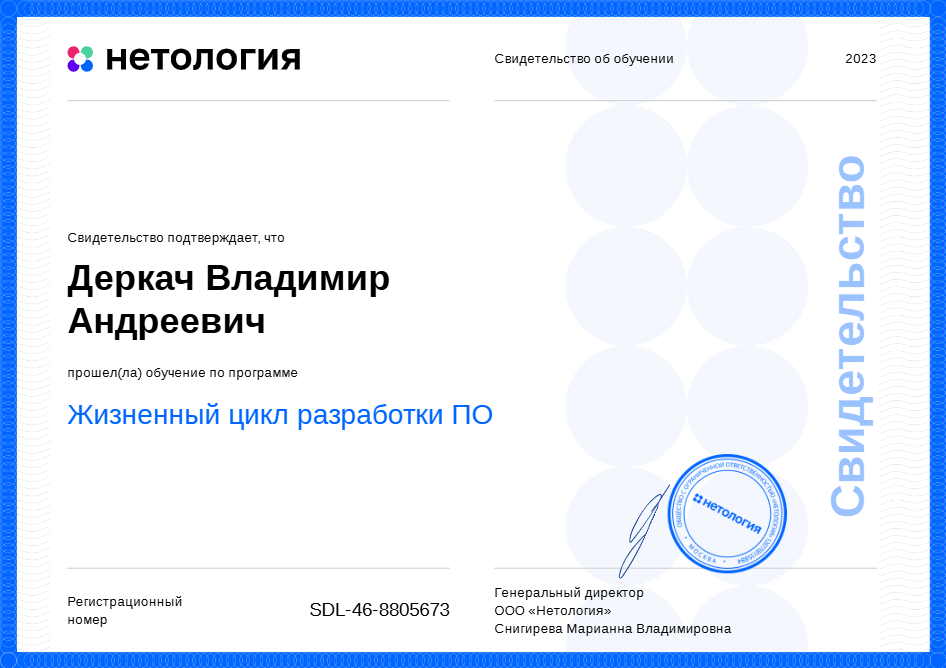 нетология
Свидетельство об обучении
2023
Свидетельство подтверждает, что
Деркач Владимир
Андреевич
прошел(ла) обучение по программе
Жизненный цикл разработки ПО
Свидетельство
ОБЩЕСТВО С ОГРАНИЧЕННОЙ ОТВЕТСТВЕННОСТЬЮ «НЕТОЛОГИЯ»
нетология
МОСКВА
Регистрационный
номер
SDL-46-8805673
Генеральный директор
ООО «Нетология»
Снигирева Марианна Владимировна